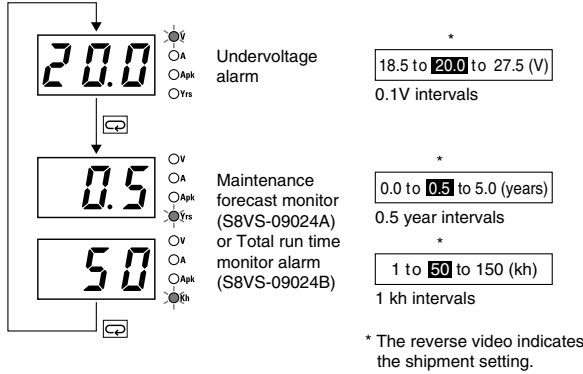 20.0
V
A
Apk
Yrs
Undervoltage
alarm
*
18.5 to 20.0 to 27.5 (V)
0.1V intervals
0.5
V
A
Apk
Yrs
50
V
A
Apk
Kh
Maintenance
forecast monitor
(S8VS-09024A)
or Total run time
monitor alarm
(S8VS-09024B)
*
0.0 to 0.5 to 5.0 (years)
0.5 year intervals
*
1 to 50 to 150 (kh)
1 kh intervals
* The reverse video indicates
the shipment setting.